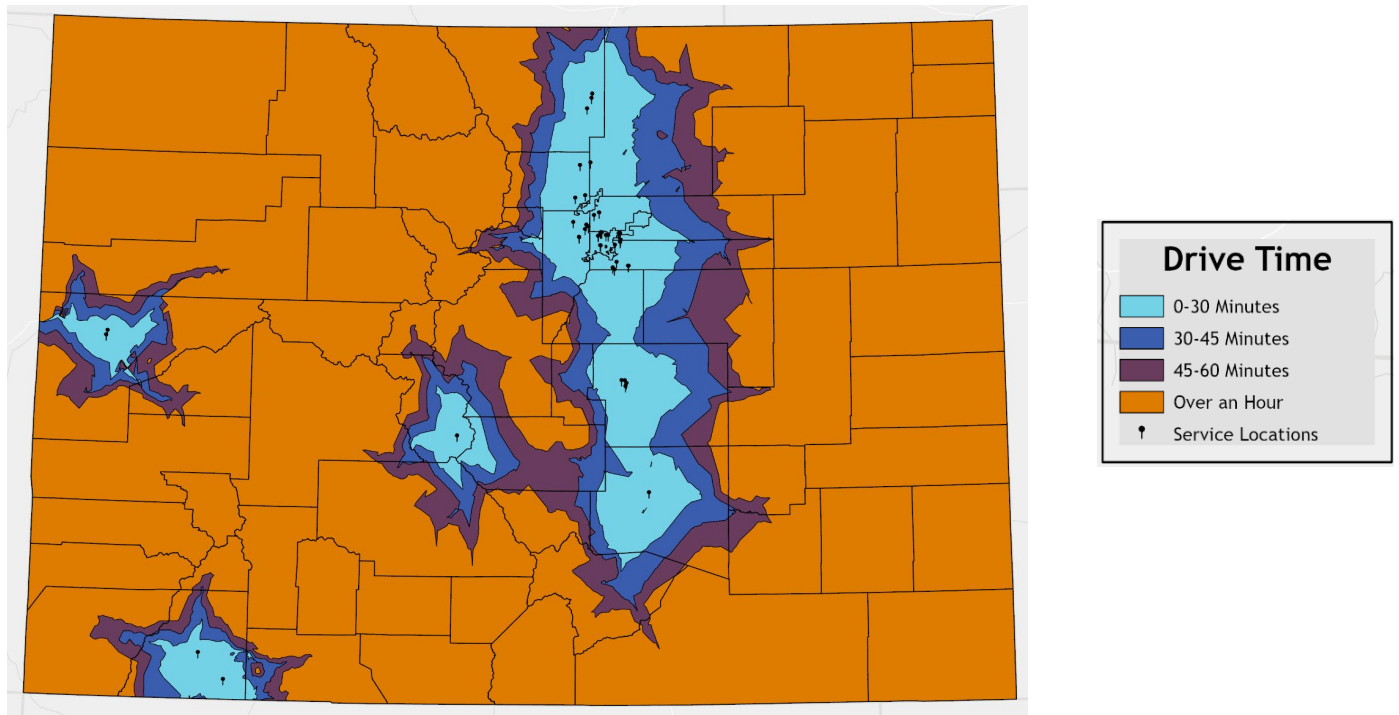 Drive Time
0-30 Minutes
30-45 Minutes
45-60 Minutes
Over an Hour
Service Locations